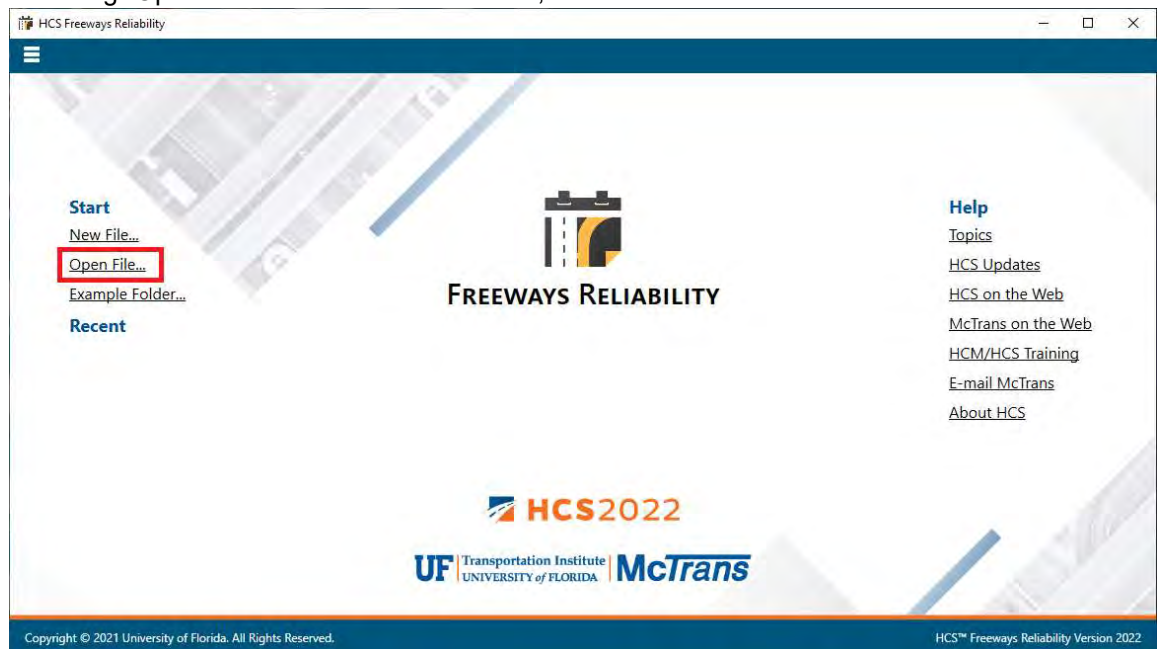 HCS Freeways Reliability
Start
New File...
Open File...
Example Folder...
Recent
FREEWAYS RELIABILITY
Help
Topics
HCS Updates
HCS on the Web
McTrans on the Web
HCM/HCS Training
E-mail McTrans
About HCS
HCS2022
UF Transportation Institute
UNIVERSITY of FLORIDA
McTrans
Copyright © 2021 University of Florida. All Rights Reserved.
HCS™ Freeways Reliability Version 2022